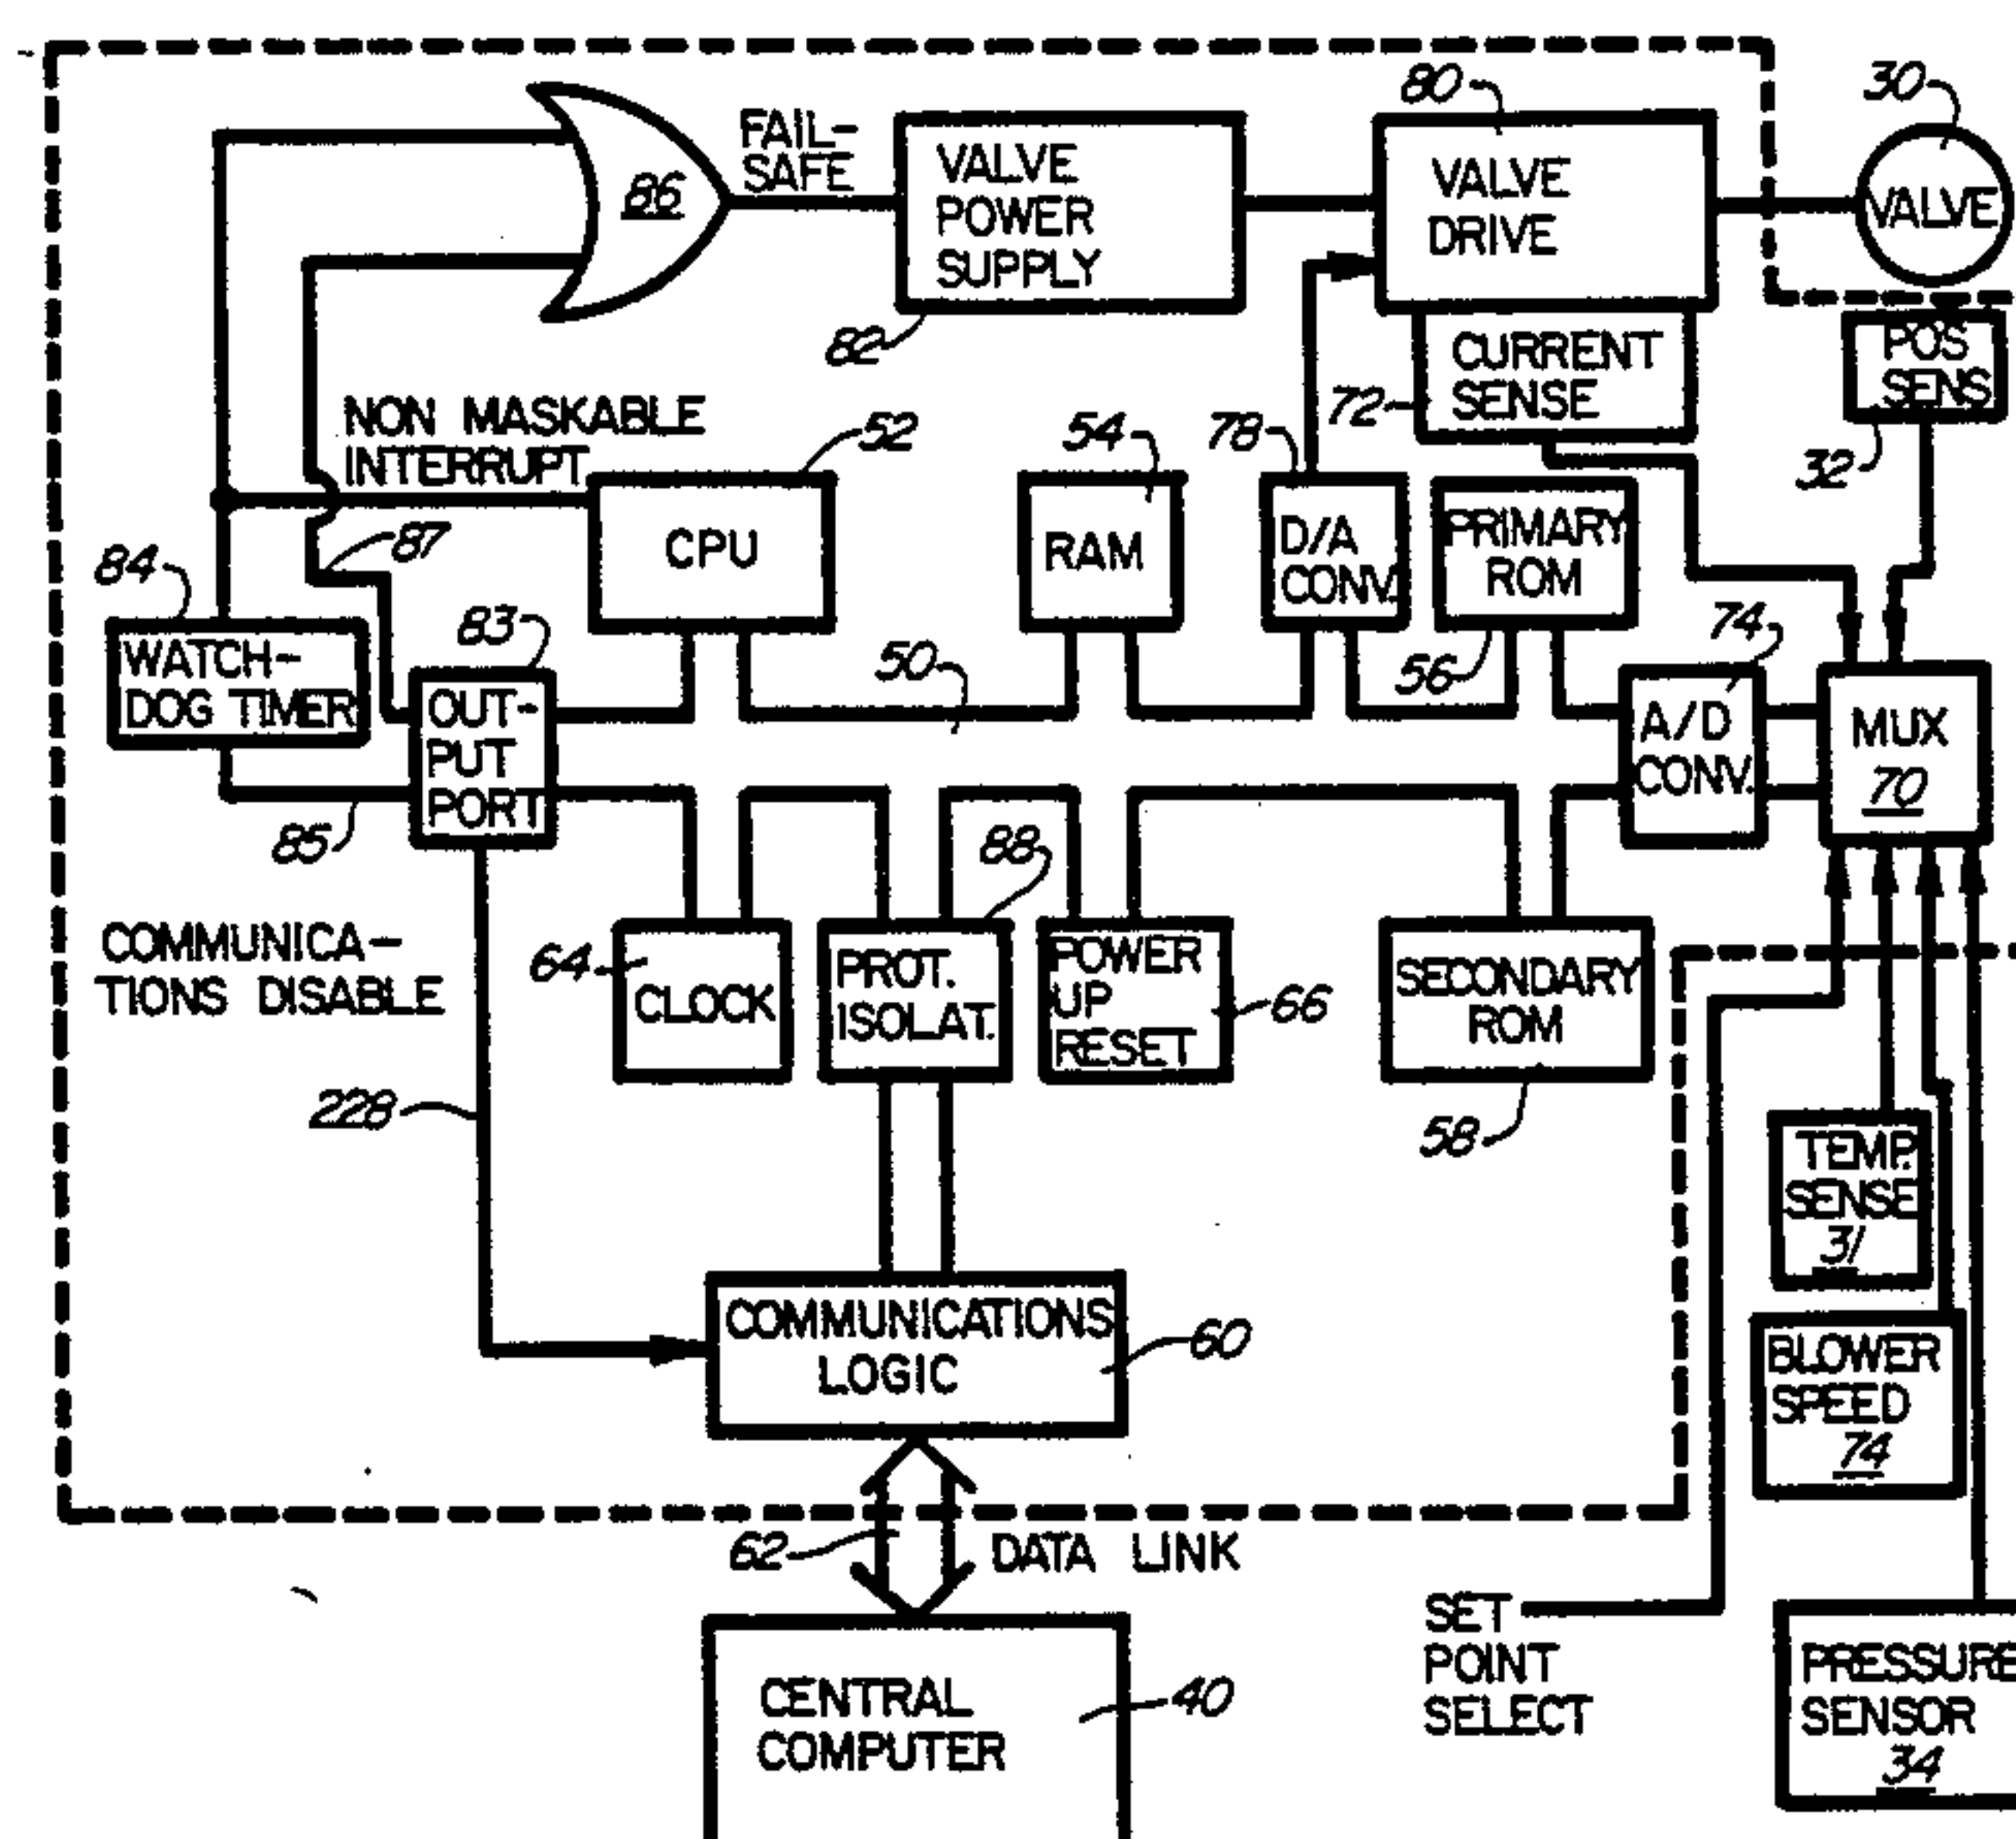 80
30
FAIL-
SAFE
86
VALVE
POWER
SUPPLY
VALVE
DRIVE
VALVE
82
CURRENT
SENSE
72
POS
SENS
32
NON MASKABLE
INTERRUPT
52
54
78
CPU
RAM
D/A
CONV.
PRIMARY
ROM
87
84
83
50
56
74
WATCH-
DOG TIMER
OUT-
PUT
PORT
A/D
CONV.
MUX
70
85
88
COMMUNICA-
TIONS DISABLE
64
CLOCK
PROT.
ISOLAT.
POWER
UP
RESET
66
SECONDARY
ROM
58
228
TEMP.
SENSE
31
COMMUNICATIONS
LOGIC
60
BLOWER
SPEED
74
62
DATA LINK
SET
POINT
SELECT
PRESSURE
SENSOR
34
CENTRAL
COMPUTER
40